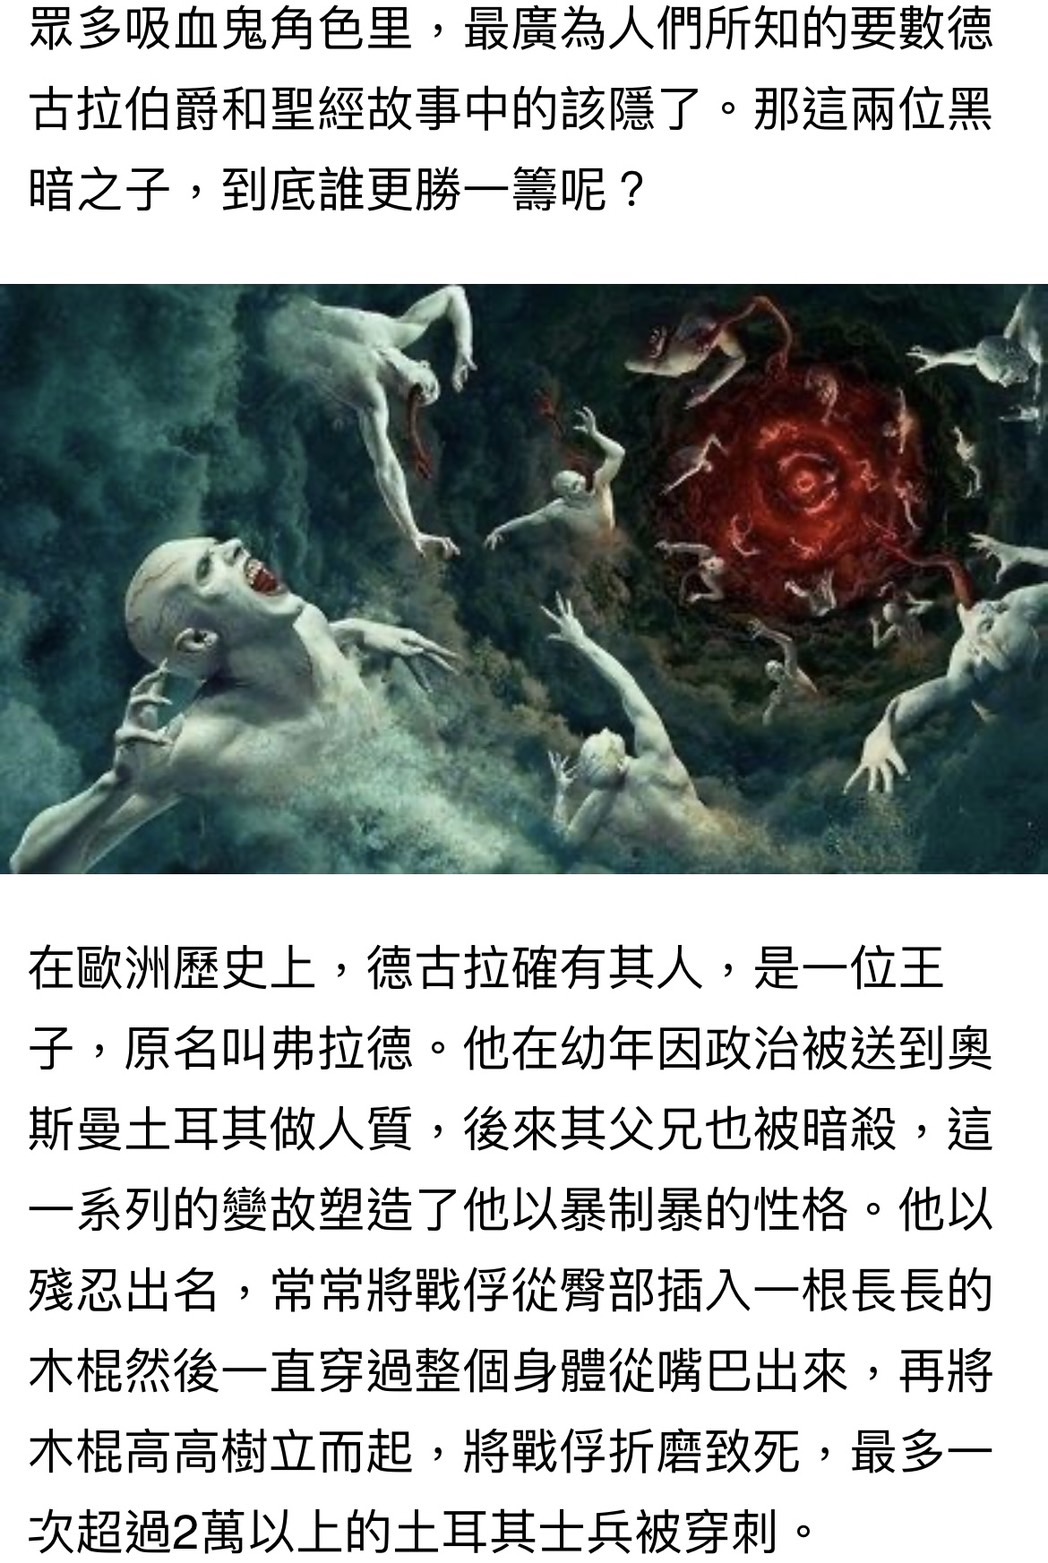 眾多吸血鬼角色里，最廣為人們所知的要數德
古拉伯爵和聖經故事中的該隱了。那這兩位黑
暗之子，到底誰更勝一籌呢？
在歐洲歷史上，德古拉確有其人，是一位王
子，原名叫弗拉德。他在幼年因政治被送到奧
斯曼土耳其做人質，後來其父兄也被暗殺，這
一系列的變故塑造了他以暴制暴的性格。他以
殘忍出名，常常將戰俘從臀部插入一根長長的
木棍然後一直穿過整個身體從嘴巴出來，再將
木棍高高樹立而起，將戰俘折磨致死，最多一
次超過2萬以上的土耳其士兵被穿刺。